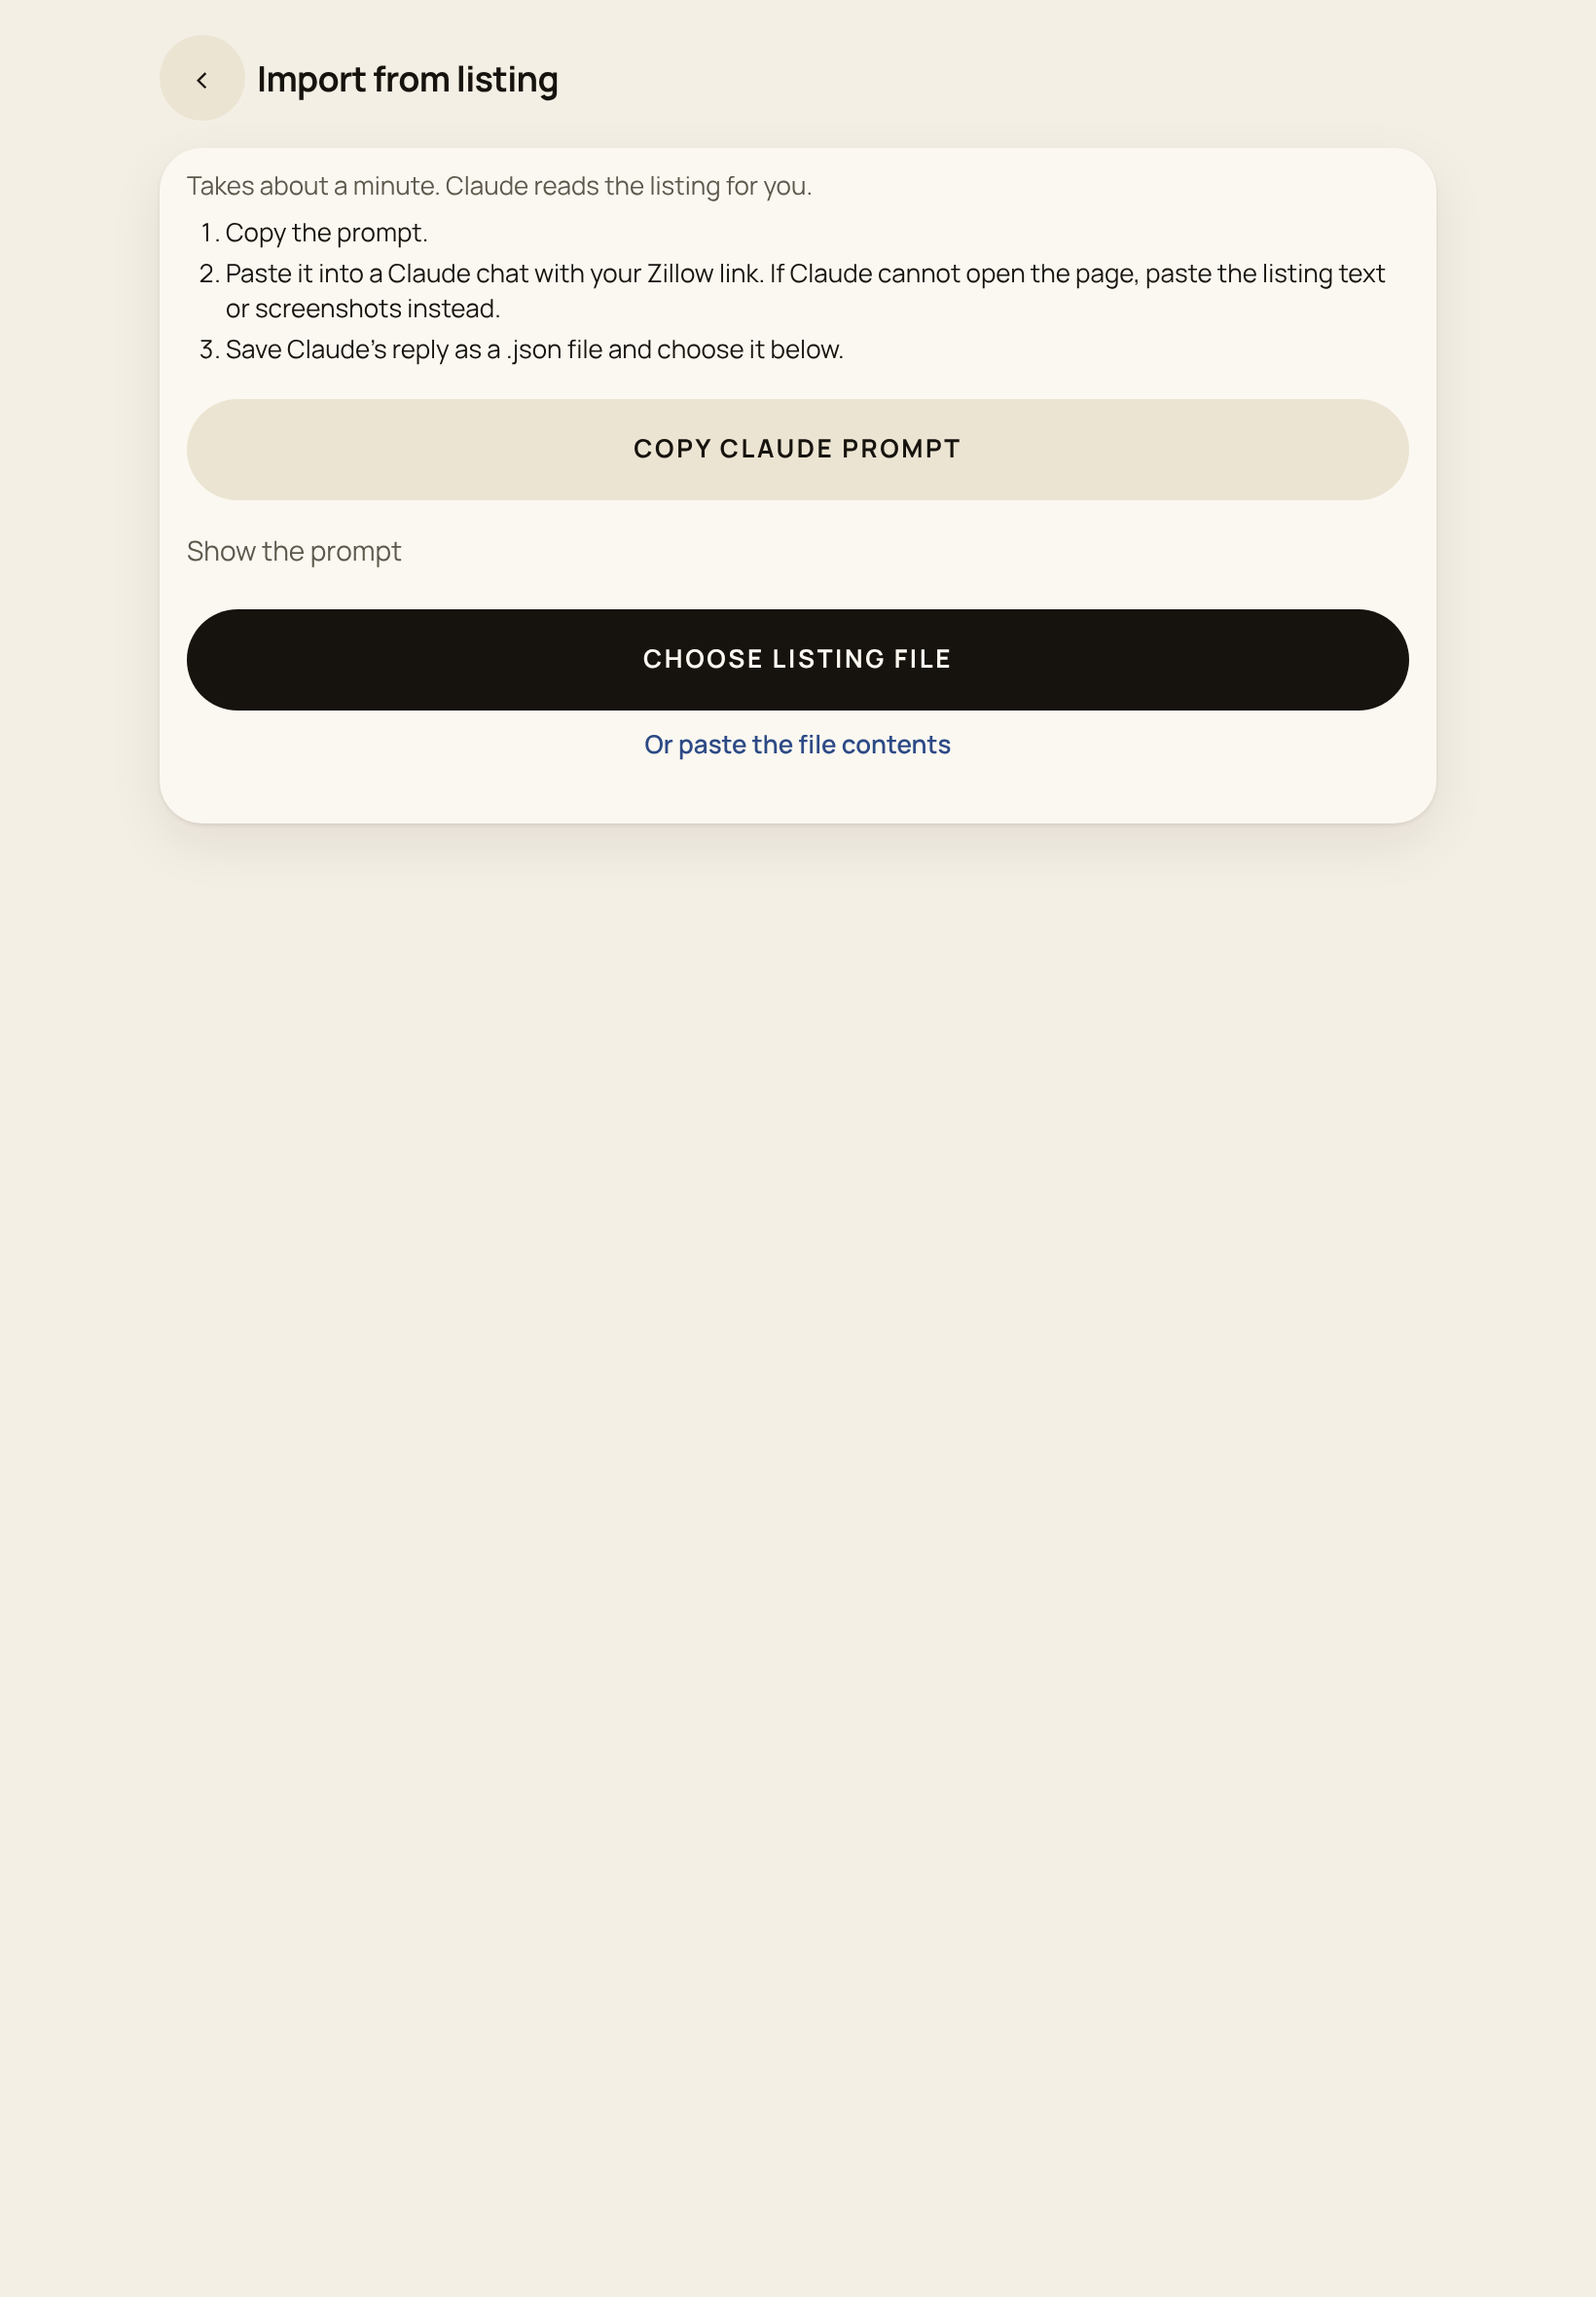 Import from listing
Takes about a minute. Claude reads the listing for you.
1. Copy the prompt.
2. Paste it into a Claude chat with your Zillow link. If Claude cannot open the page, paste the listing text
or screenshots instead.
3. Save Claude’s reply as a .json file and choose it below.
COPY CLAUDE PROMPT
Show the prompt
CHOOSE LISTING FILE
Or paste the file contents